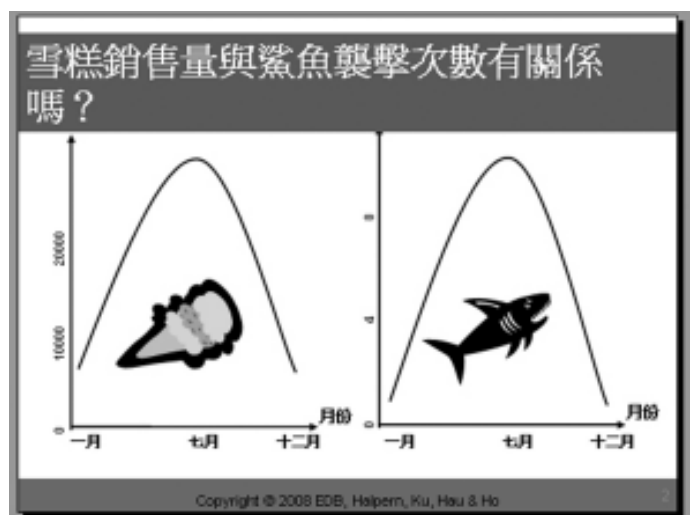 雪糕銷售量與鯊魚襲擊次數有關係
嗎？
20000
10000
0
一月
七月
十二月
月份
8
4
0
一月
七月
十二月
月份
Copyright © 2008 EDB, Halpern, Ku, Hau & Ho
2